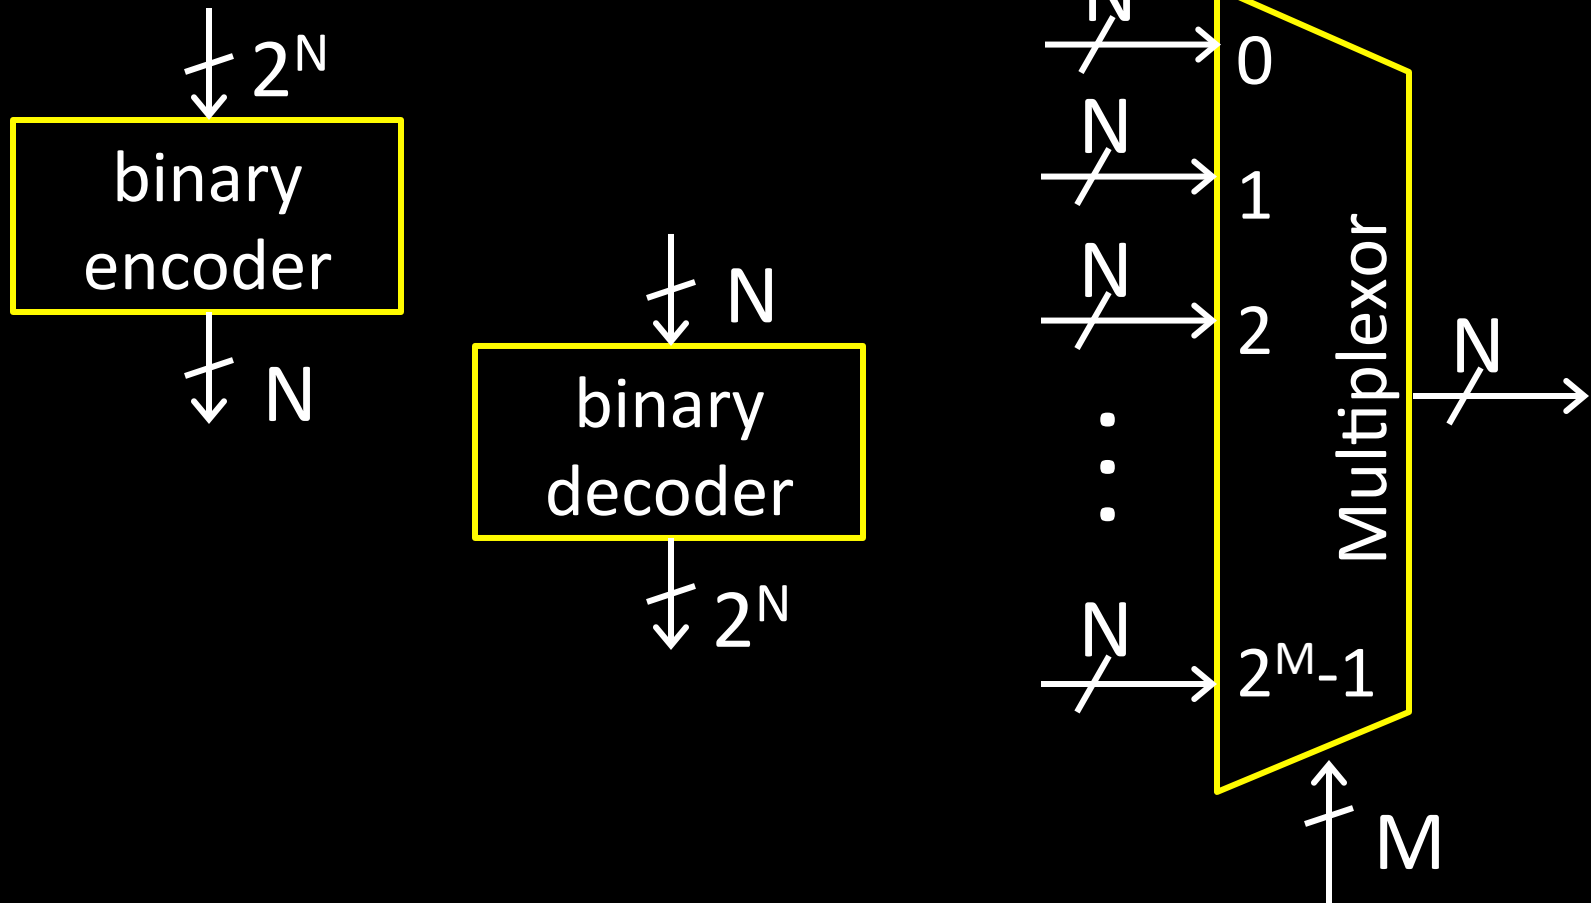 2^N
binary
encoder
N
N
binary
decoder
2^N
N
0
N
1
N
2
N
2^M-1
Multiplexor
N
M